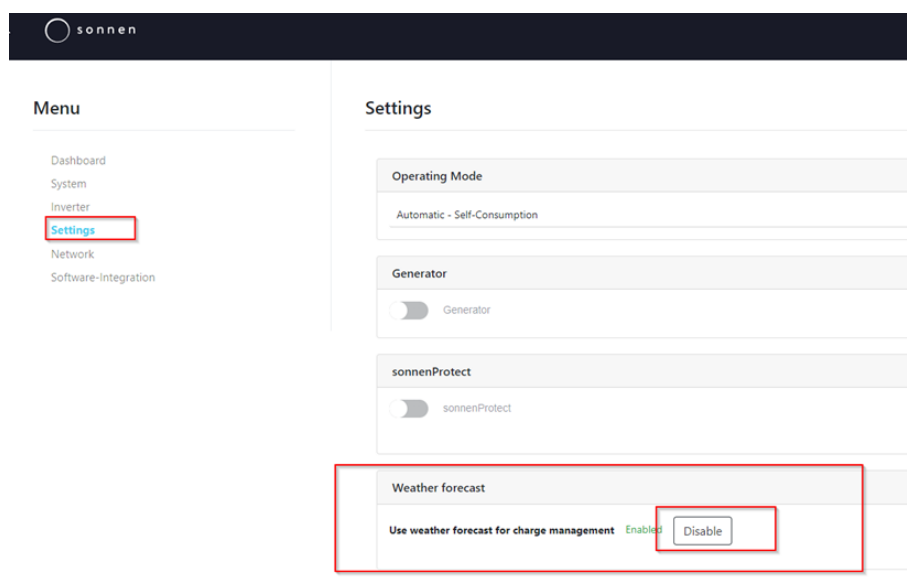 sonnen
Menu
Dashboard
System
Inverter
Settings
Network
Software-Integration
Settings
Operating Mode
Automatic - Self-Consumption
Generator
Generator
sonnenProtect
sonnenProtect
Weather forecast
Use weather forecast for charge management Enabled Disable